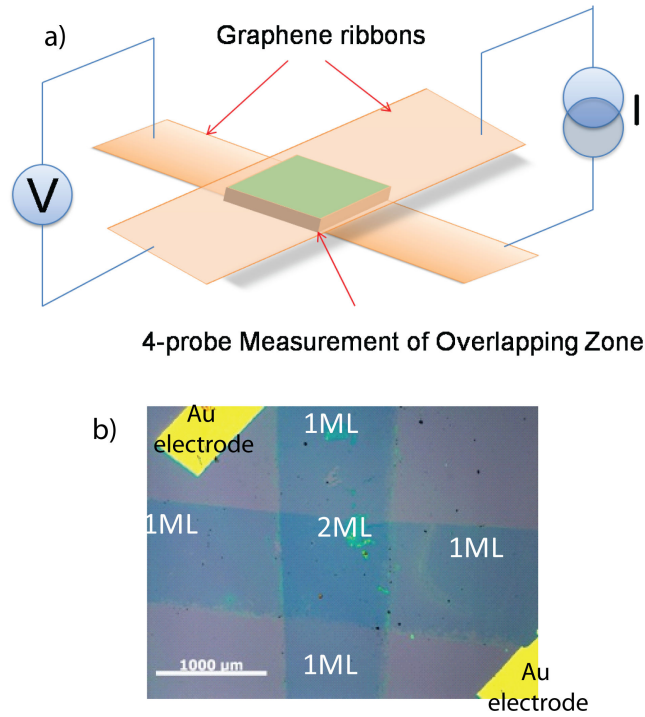 a)
Graphene ribbons
V
I
4-probe Measurement of Overlapping Zone
b)
Au
electrode
1ML
1ML
2ML
1ML
1000 µm
1ML
Au
electrode